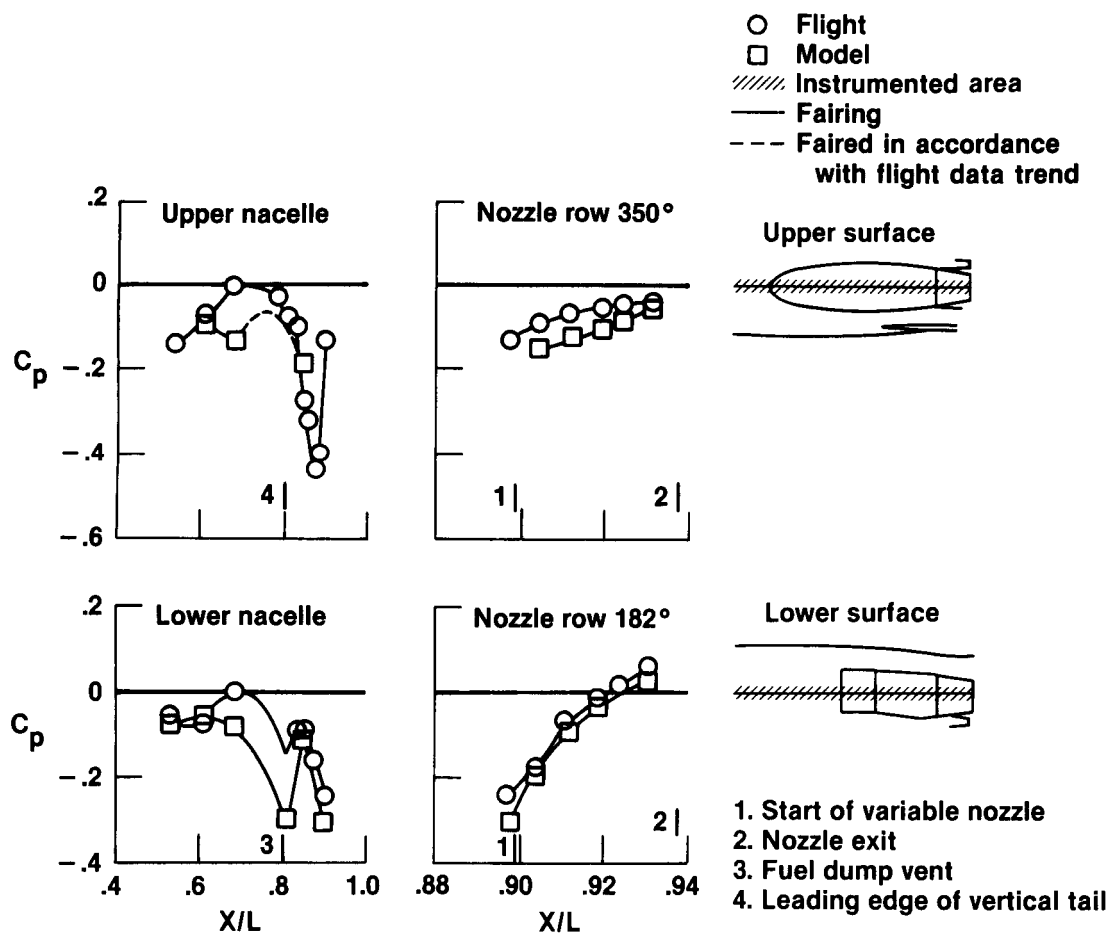 Flight
Model
Instrumented area
Fairing
Faired in accordance
with flight data trend
.2
0
−.2
−.4
−.6
Cp
Upper nacelle
4
Nozzle row 350°
1
2
Upper surface
.2
0
−.2
−.4
Cp
Lower nacelle
3
.4 .6 .8 1.0
X/L
Nozzle row 182°
1
2
.88 .90 .92 .94
X/L
Lower surface
1. Start of variable nozzle
2. Nozzle exit
3. Fuel dump vent
4. Leading edge of vertical tail